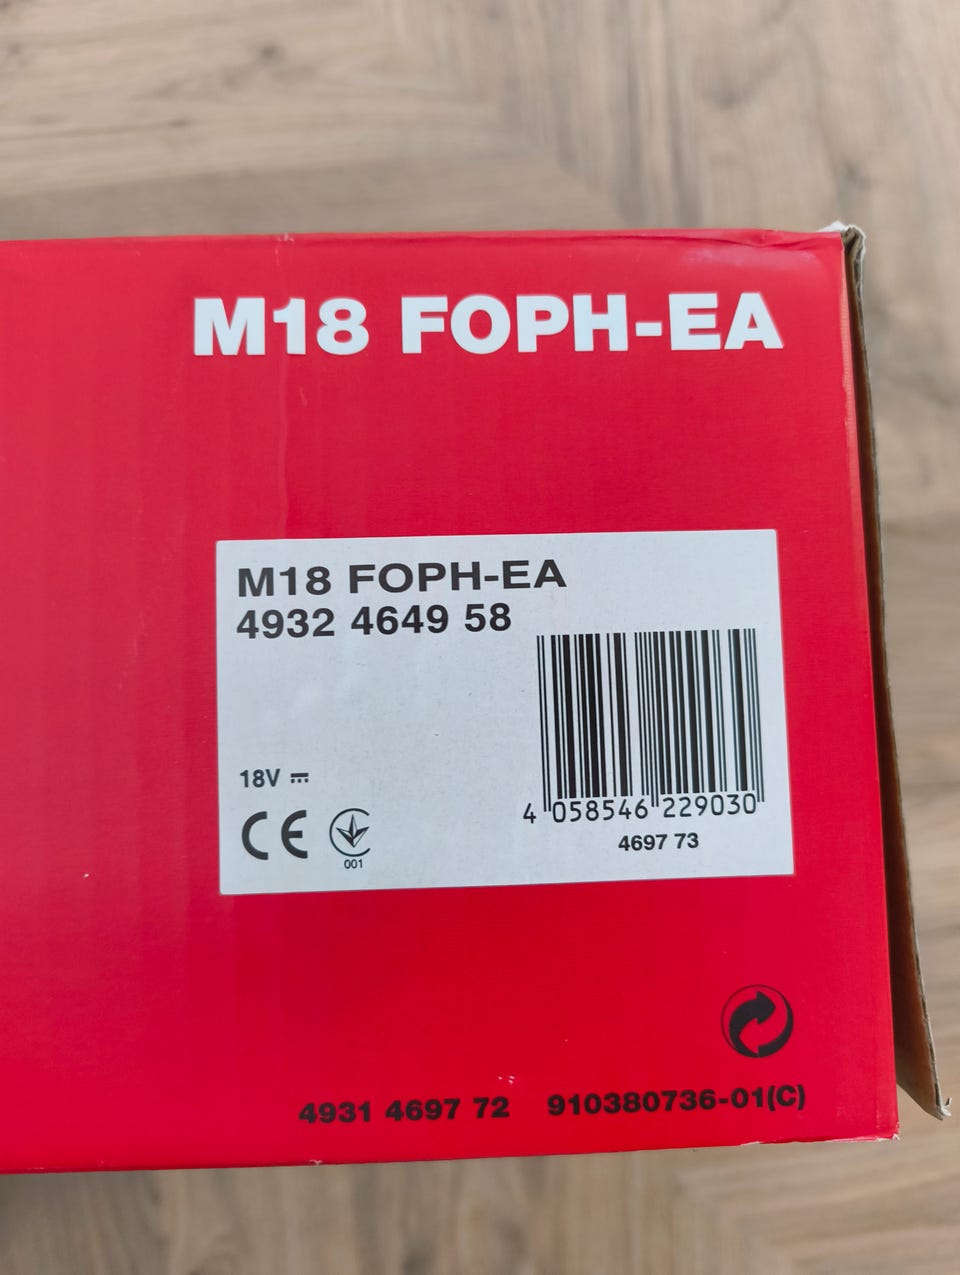 M18 FOPH-EA
M18 FOPH-EA
4932 4649 58
18V
CE
001
4 058546 229030
4697 73
4931 4697 72 910380736-01(C)